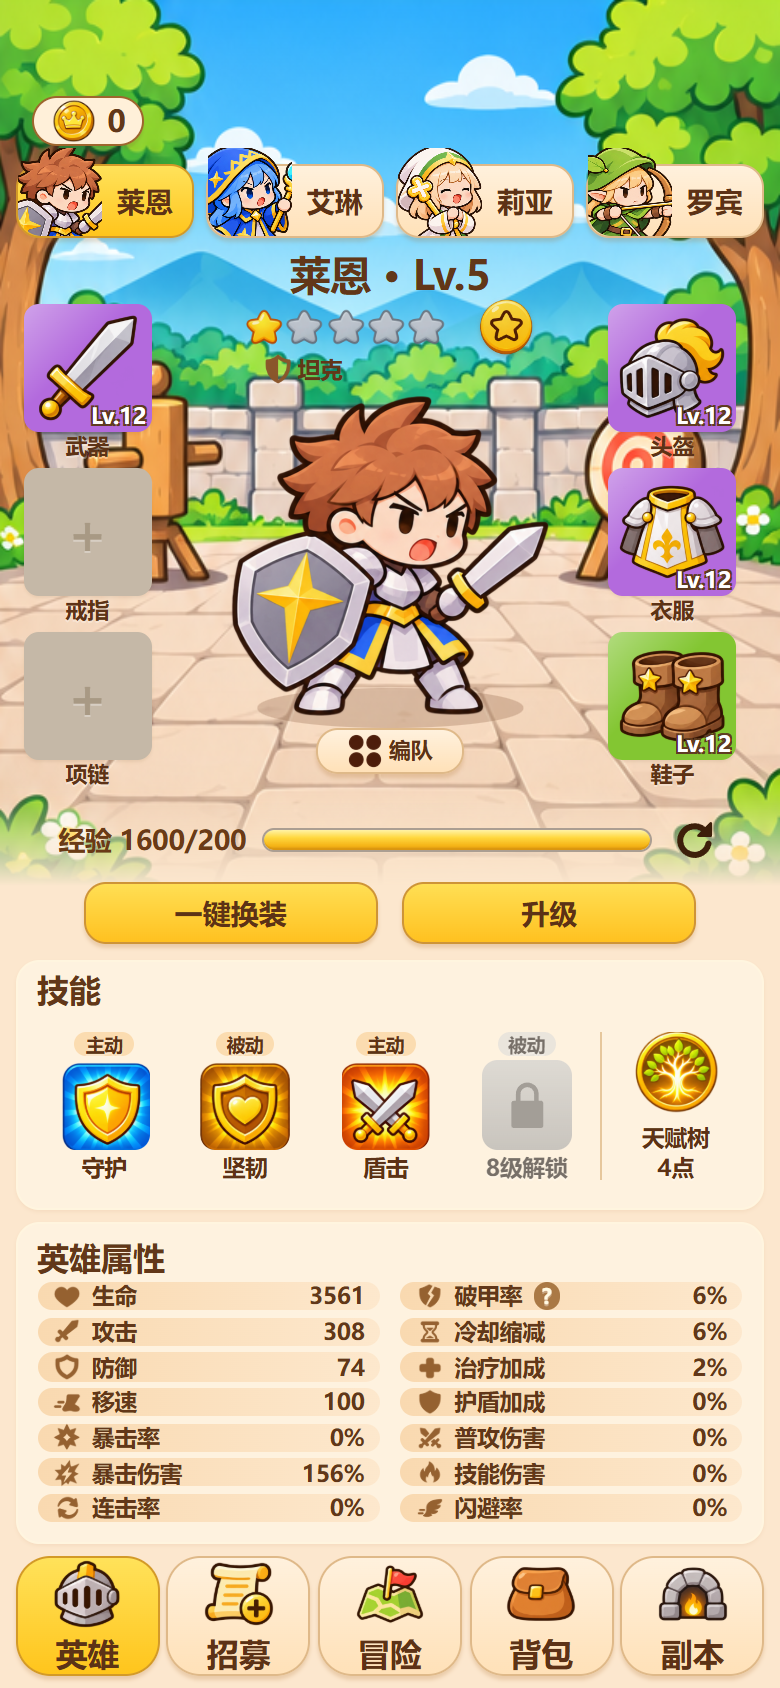 0
莱恩
艾琳
莉亚
罗宾
莱恩 • Lv.5
坦克
Lv.12
武器
Lv.12
头盔
+
戒指
Lv.12
衣服
+
项链
Lv.12
鞋子
编队
经验 1600/200
一键换装
升级
技能
主动
被动
主动
被动
守护
坚韧
盾击
8级解锁
天赋树
4点
英雄属性
生命 3561
破甲率 ? 6%
攻击 308
冷却缩减 6%
防御 74
治疗加成 2%
移速 100
护盾加成 0%
暴击率 0%
普攻伤害 0%
暴击伤害 156%
技能伤害 0%
连击率 0%
闪避率 0%
英雄
招募
冒险
背包
副本